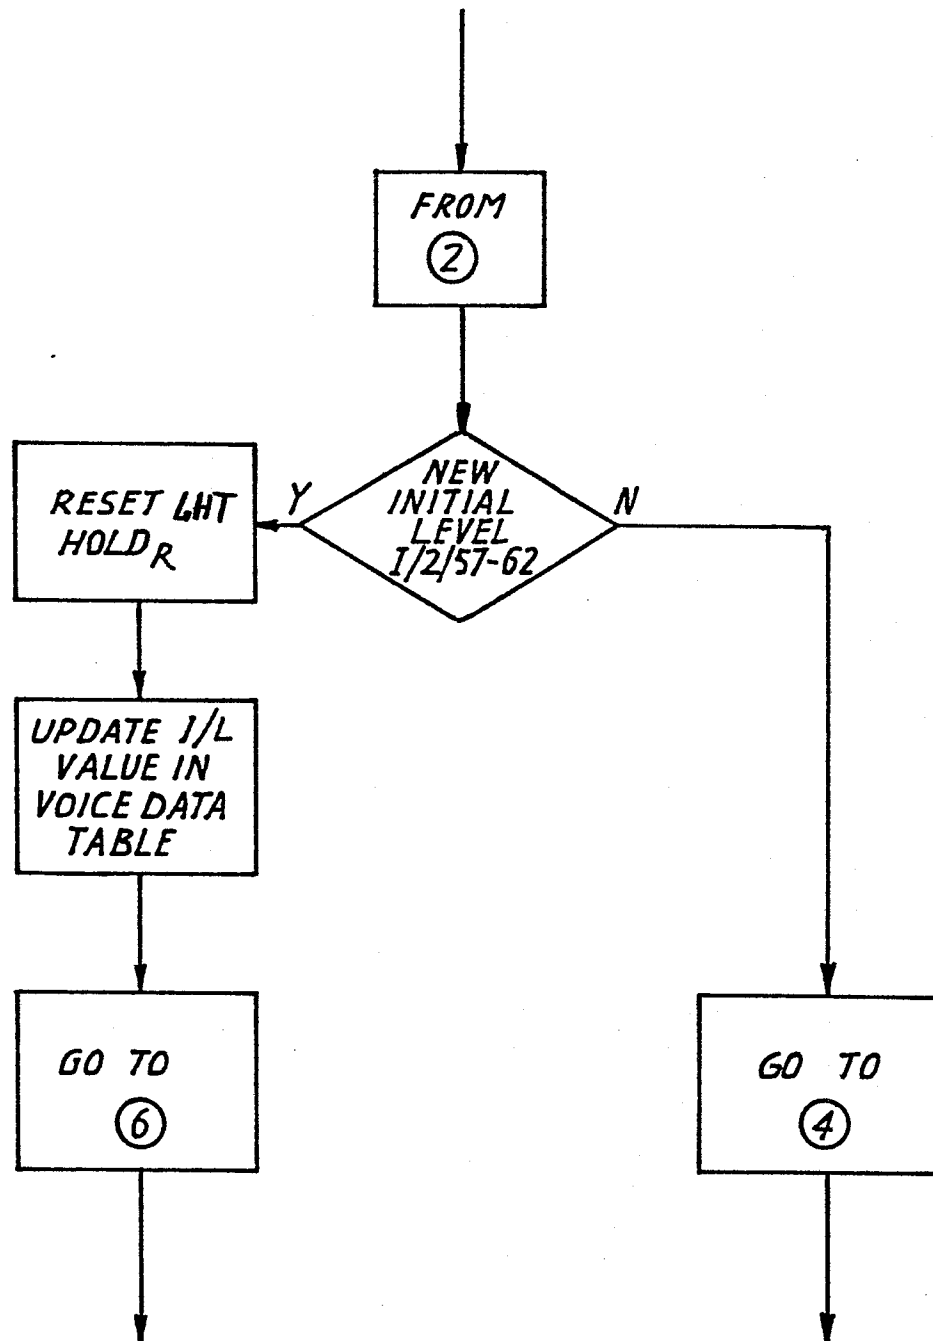 FROM
2
NEW
INITIAL
LEVEL
I/2/57-62
Y
N
RESET LHT
HOLD R
UPDATE I/L
VALUE IN
VOICE DATA
TABLE
GO TO
6
GO TO
4